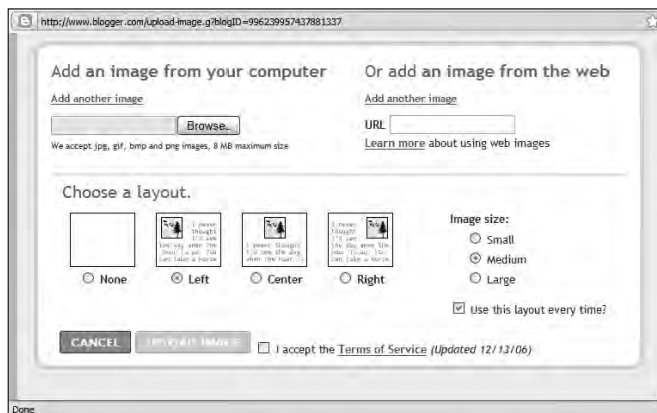 http://www.blogger.com/upload-image.g?blogID=996239957437881337
Add an image from your computer
Add another image
Browse.
We accept jpg, gif, bmp and png images, 8 MB maximum size
Or add an image from the web
Add another image
URL
Learn more about using web images
Choose a layout.
None
Left
Center
Right
Image size:
Small
Medium
Large
Use this layout every time?
CANCEL
UPLOAD IMAGE
I accept the Terms of Service (Updated 12/13/06)
Done